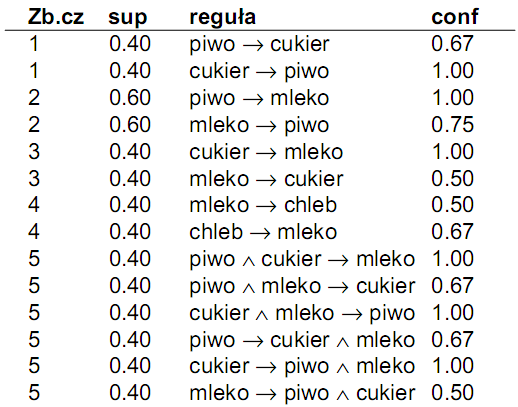 Zb.cz sup reguła conf
1 0.40 piwo → cukier 0.67
1 0.40 cukier → piwo 1.00
2 0.60 piwo → mleko 1.00
2 0.60 mleko → piwo 0.75
3 0.40 cukier → mleko 1.00
3 0.40 mleko → cukier 0.50
4 0.40 mleko → chleb 0.50
4 0.40 chleb → mleko 0.67
5 0.40 piwo ∧ cukier → mleko 1.00
5 0.40 piwo ∧ mleko → cukier 0.67
5 0.40 cukier ∧ mleko → piwo 1.00
5 0.40 piwo → cukier ∧ mleko 0.67
5 0.40 cukier → piwo ∧ mleko 1.00
5 0.40 mleko → piwo ∧ cukier 0.50